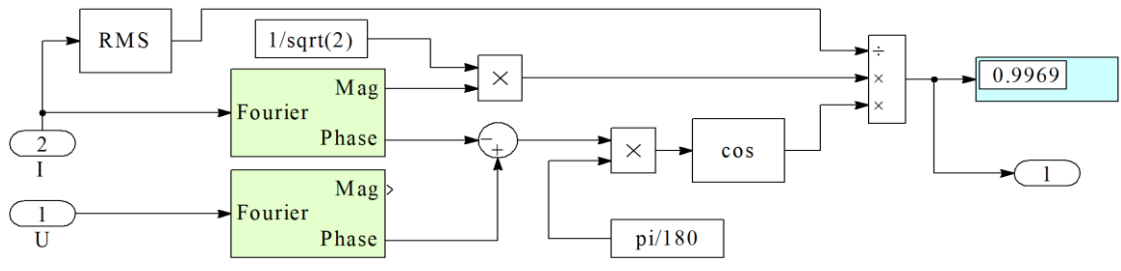 RMS
1/sqrt(2)
÷
×
×
×
0.9969
Mag
Fourier
Phase
2
I
−
+
×
cos
1
Mag
Fourier
Phase
1
U
pi/180